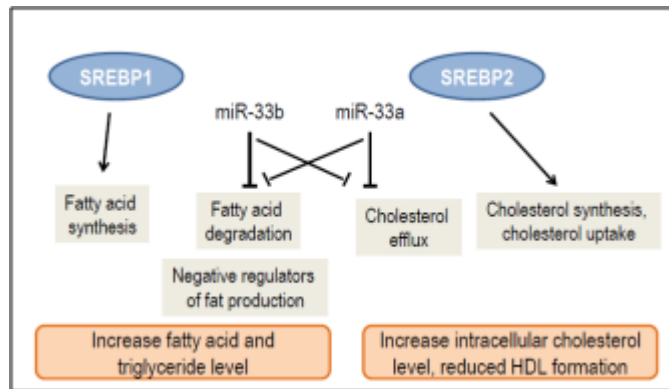 SREBP1
SREBP2
miR-33b
miR-33a
Fatty acid
synthesis
Fatty acid
degradation
Cholesterol
efflux
Cholesterol synthesis,
cholesterol uptake
Negative regulators
of fat production
Increase fatty acid and
triglyceride level
Increase intracellular cholesterol
level, reduced HDL formation